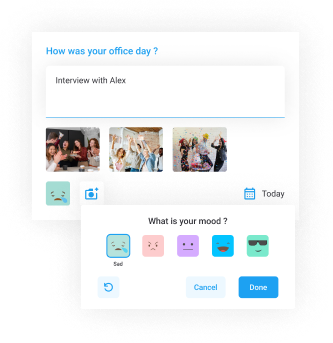 How was your office day ?
Interview with Alex
Today
What is your mood ?
Sad
Cancel
Done